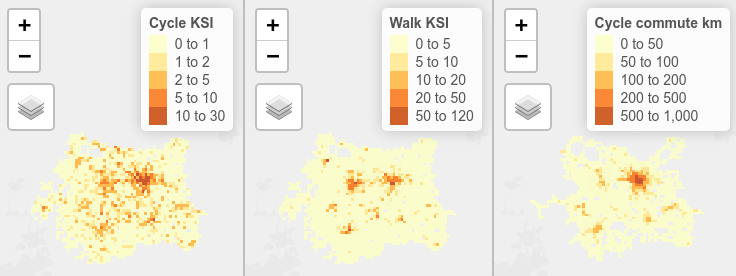 +
−
Cycle KSI
0 to 1
1 to 2
2 to 5
5 to 10
10 to 30
+
−
Walk KSI
0 to 5
5 to 10
10 to 20
20 to 50
50 to 120
+
−
Cycle commute km
0 to 50
50 to 100
100 to 200
200 to 500
500 to 1,000